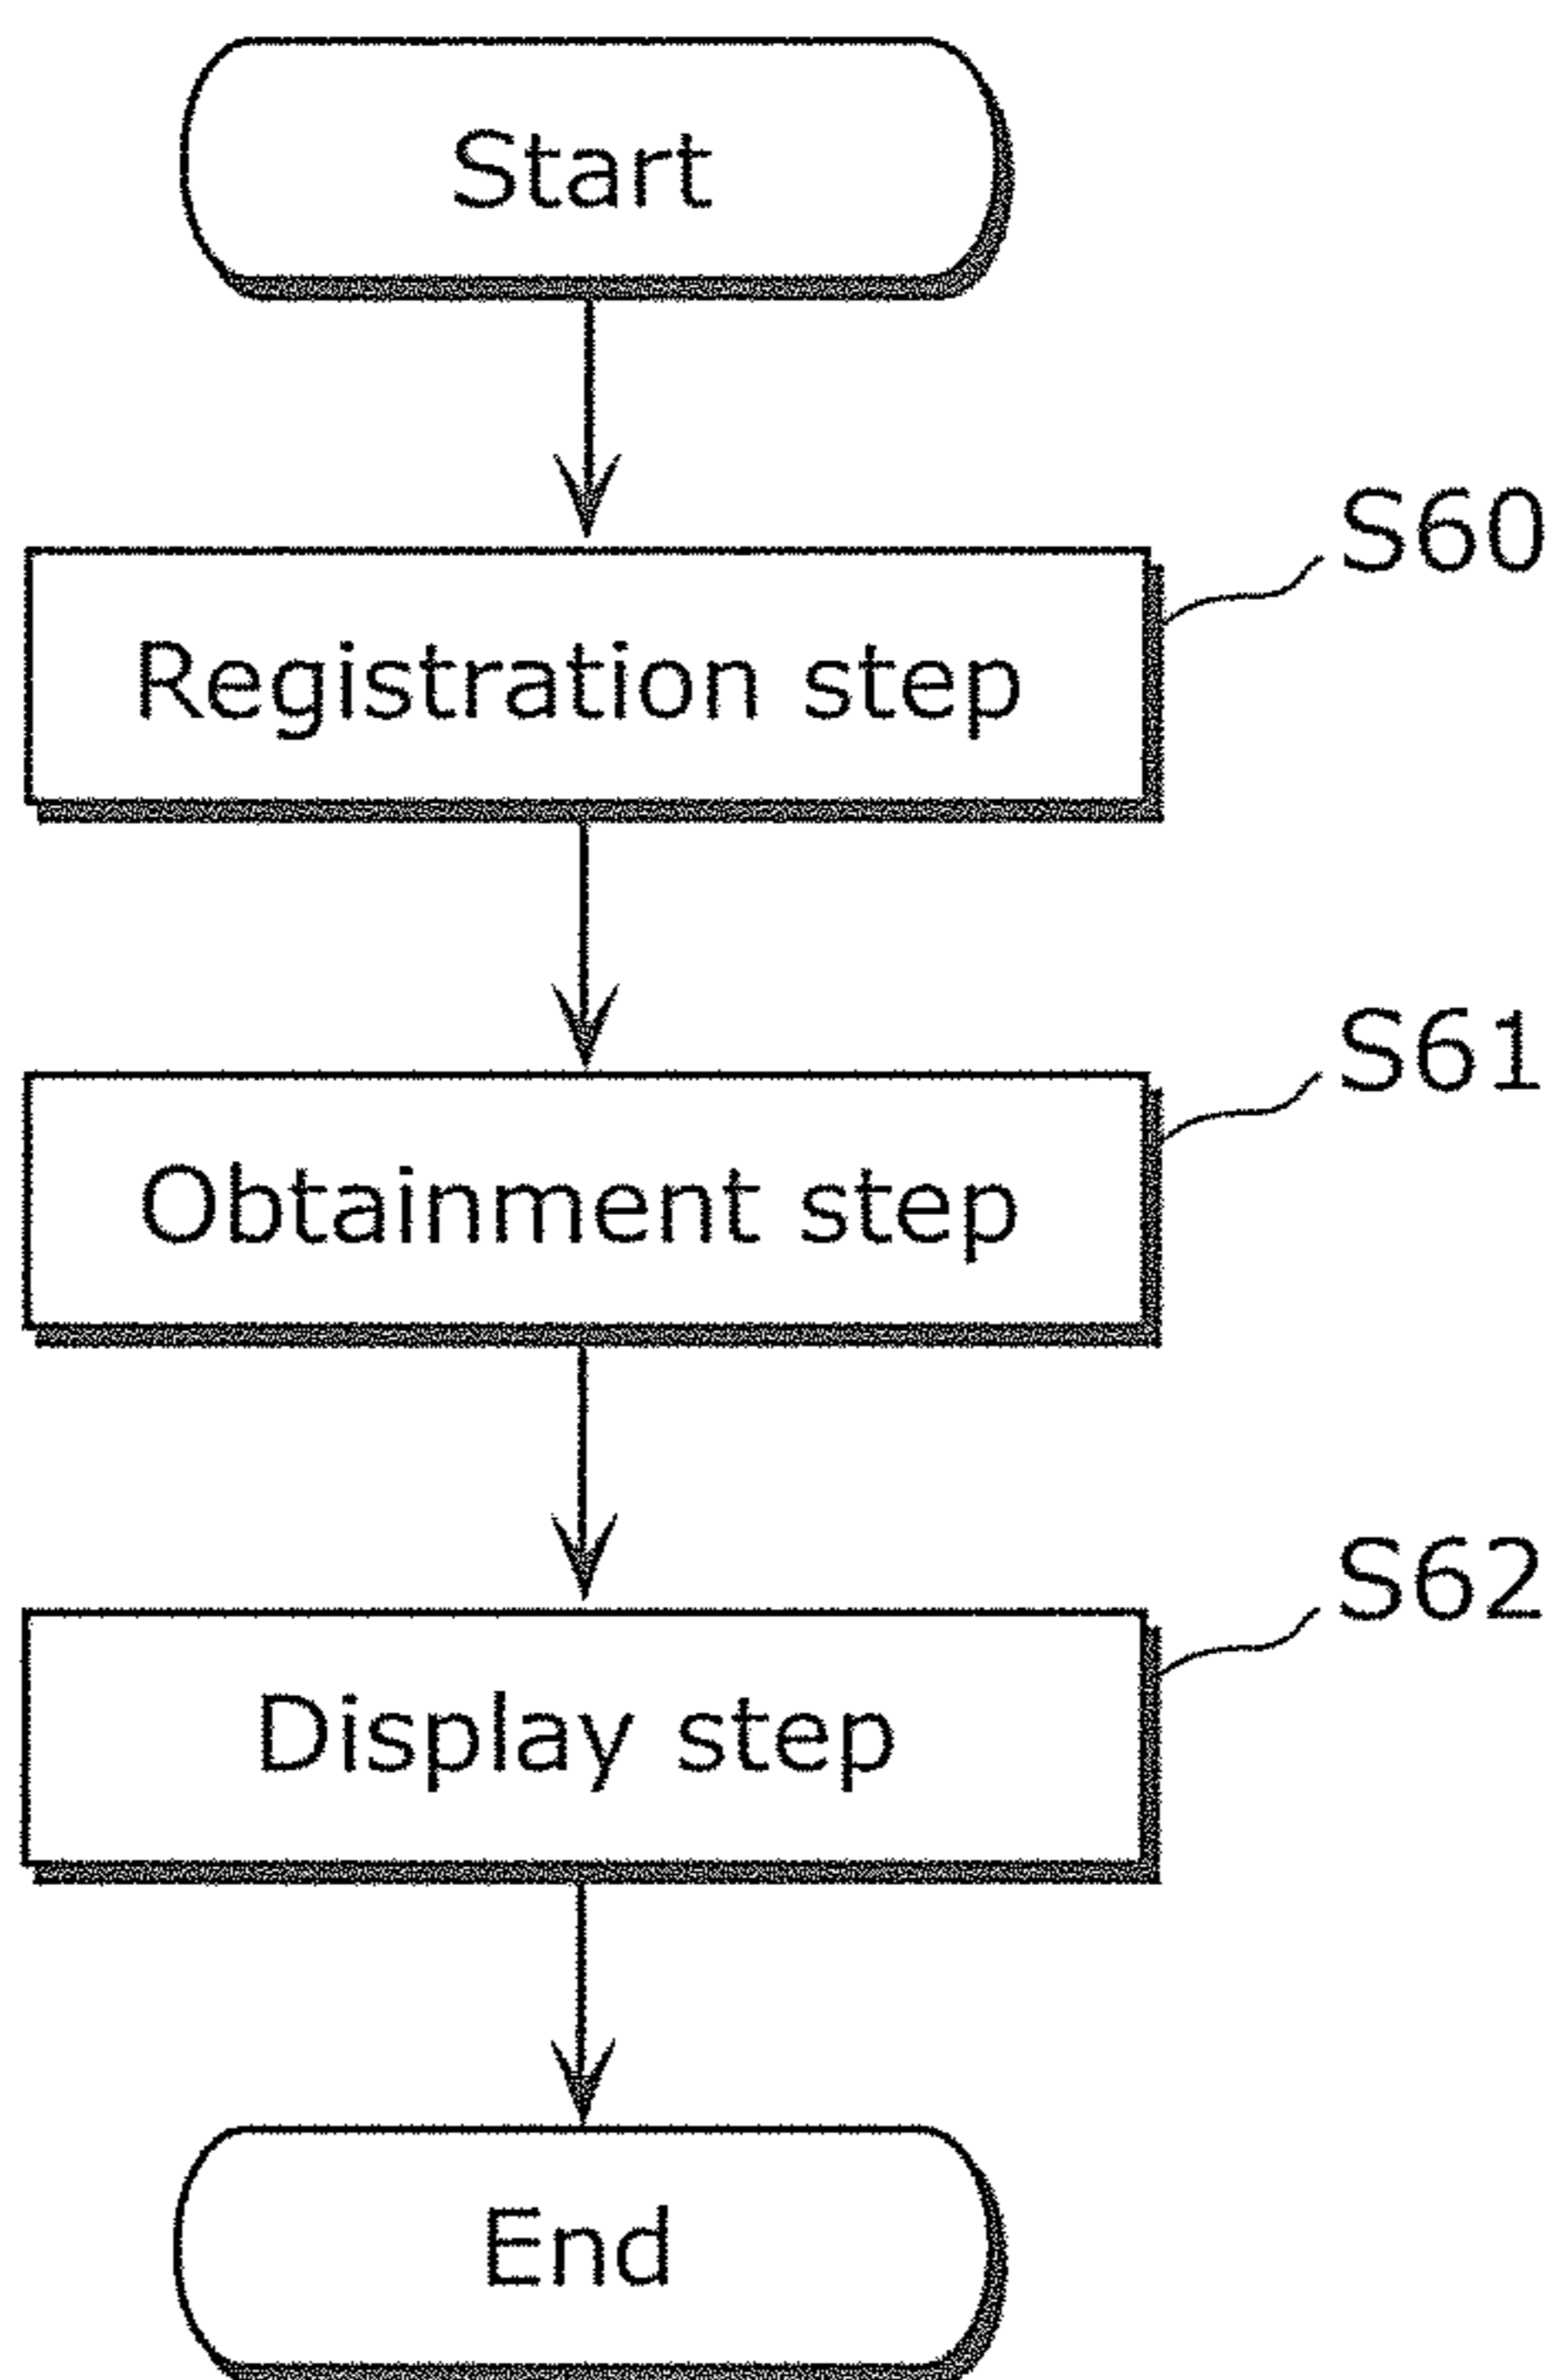 Start
S60
Registration step
S61
Obtainment step
S62
Display step
End